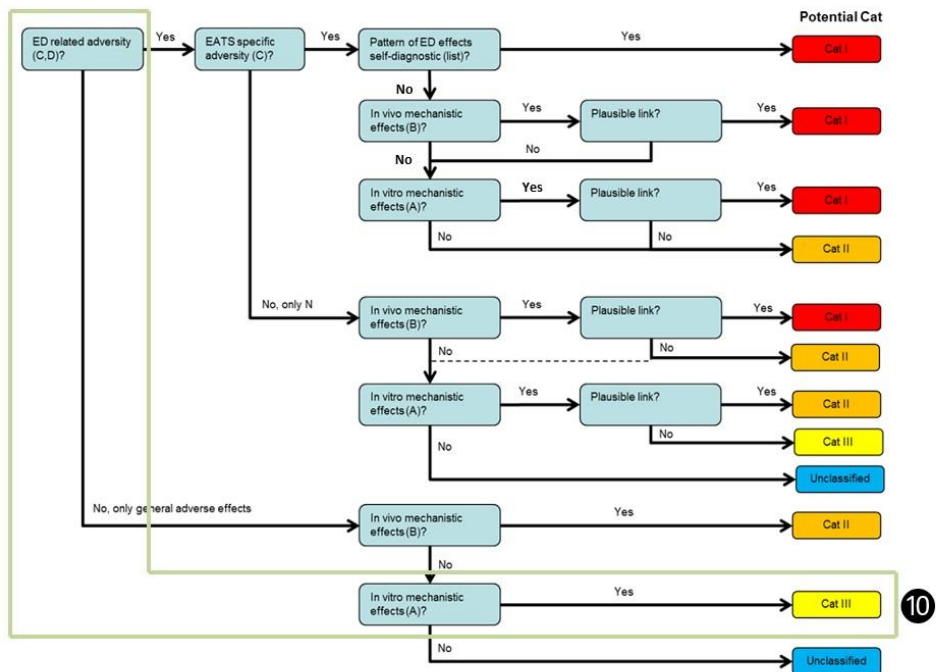 Potential Cat
ED related adversity
(C,D)?
Yes
EATS specific
adversity (C)?
Yes
Pattern of ED effects
self-diagnostic (list)?
Yes
Cat I
No
In vivo mechanistic
effects (B)?
Yes
Plausible link?
Yes
Cat I
No
No
In vitro mechanistic
effects (A)?
Yes
Plausible link?
Yes
Cat I
No
No
Cat II
No, only N
In vivo mechanistic
effects (B)?
Yes
Plausible link?
Yes
Cat I
No
No
Cat II
In vitro mechanistic
effects (A)?
Yes
Plausible link?
Yes
Cat II
No
Cat III
No
Unclassified
No, only general adverse effects
In vivo mechanistic
effects (B)?
Yes
Cat II
No
In vitro mechanistic
effects (A)?
Yes
Cat III
10
No
Unclassified